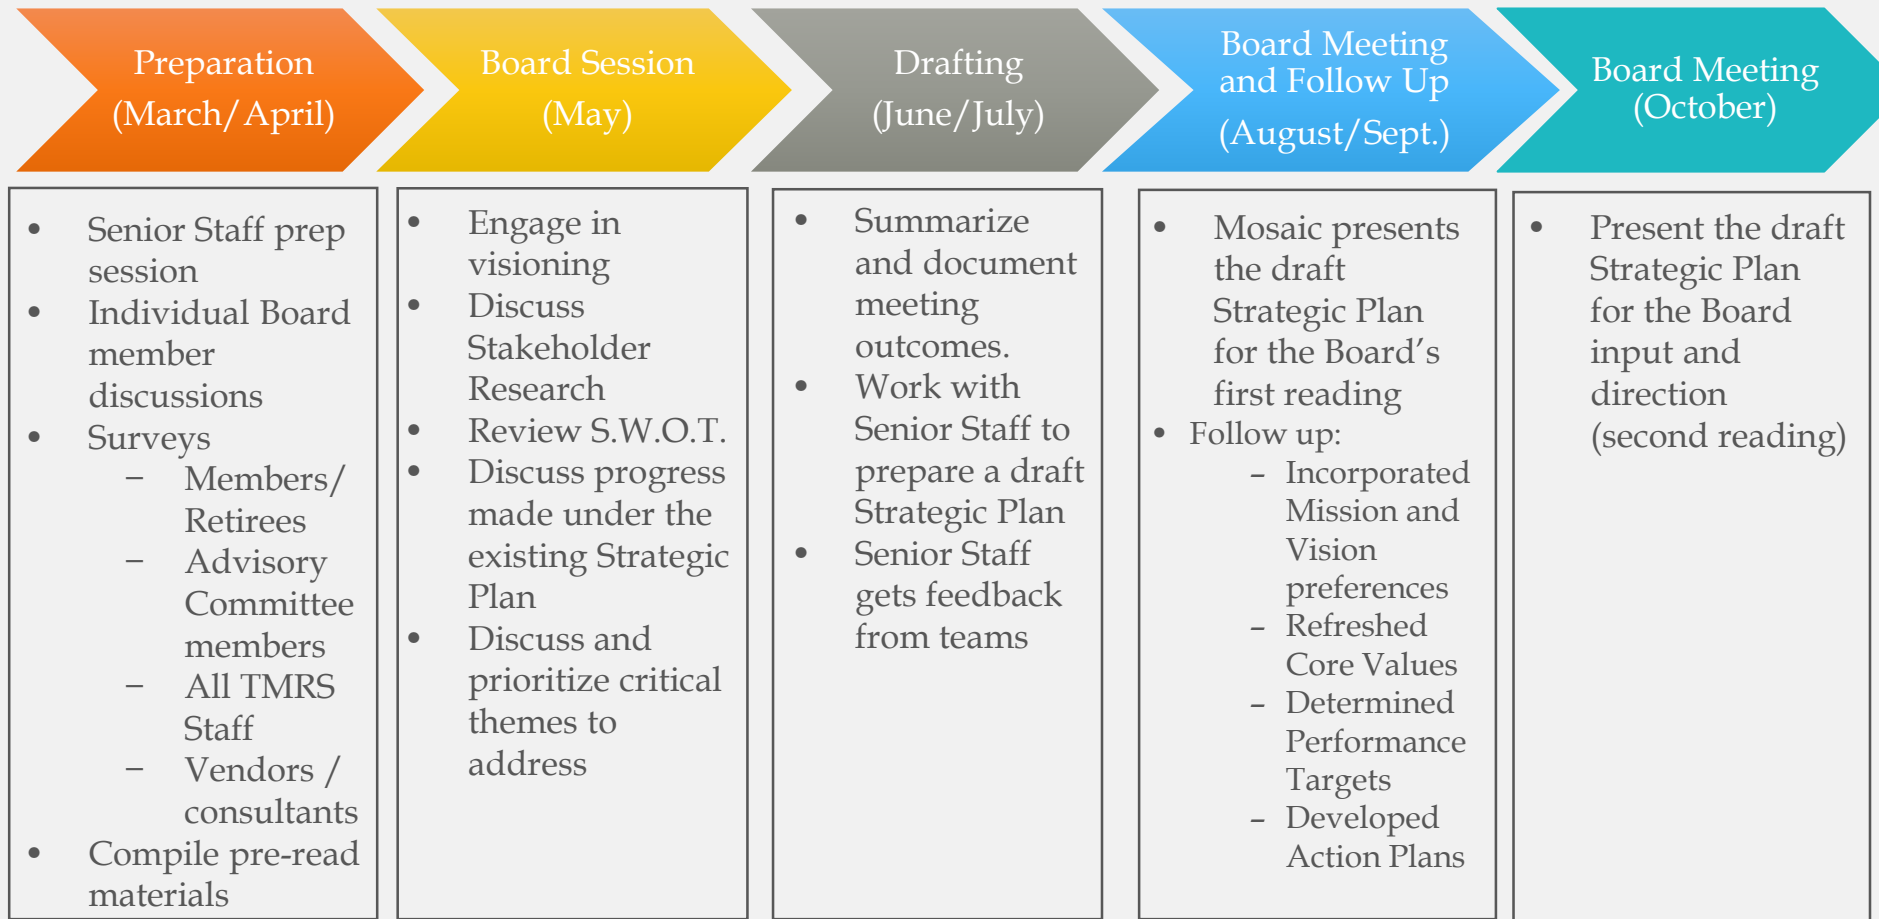 Preparation
(March/April)
Board Session
(May)
Drafting
(June/July)
Board Meeting
and Follow Up
(August/Sept.)
Board Meeting
(October)
• Senior Staff prep
session
• Individual Board
member
discussions
• Surveys
– Members/
Retirees
– Advisory
Committee
members
– All TMRS
Staff
– Vendors /
consultants
• Compile pre-read
materials
• Engage in
visioning
• Discuss
Stakeholder
Research
• Review S.W.O.T.
• Discuss progress
made under the
existing Strategic
Plan
• Discuss and
prioritize critical
themes to
address
• Summarize
and document
meeting
outcomes.
• Work with
Senior Staff to
prepare a draft
Strategic Plan
• Senior Staff
gets feedback
from teams
• Mosaic presents
the draft
Strategic Plan
for the Board’s
first reading
• Follow up:
– Incorporated
Mission and
Vision
preferences
– Refreshed
Core Values
– Determined
Performance
Targets
– Developed
Action Plans
• Present the draft
Strategic Plan
for the Board
input and
direction
(second reading)